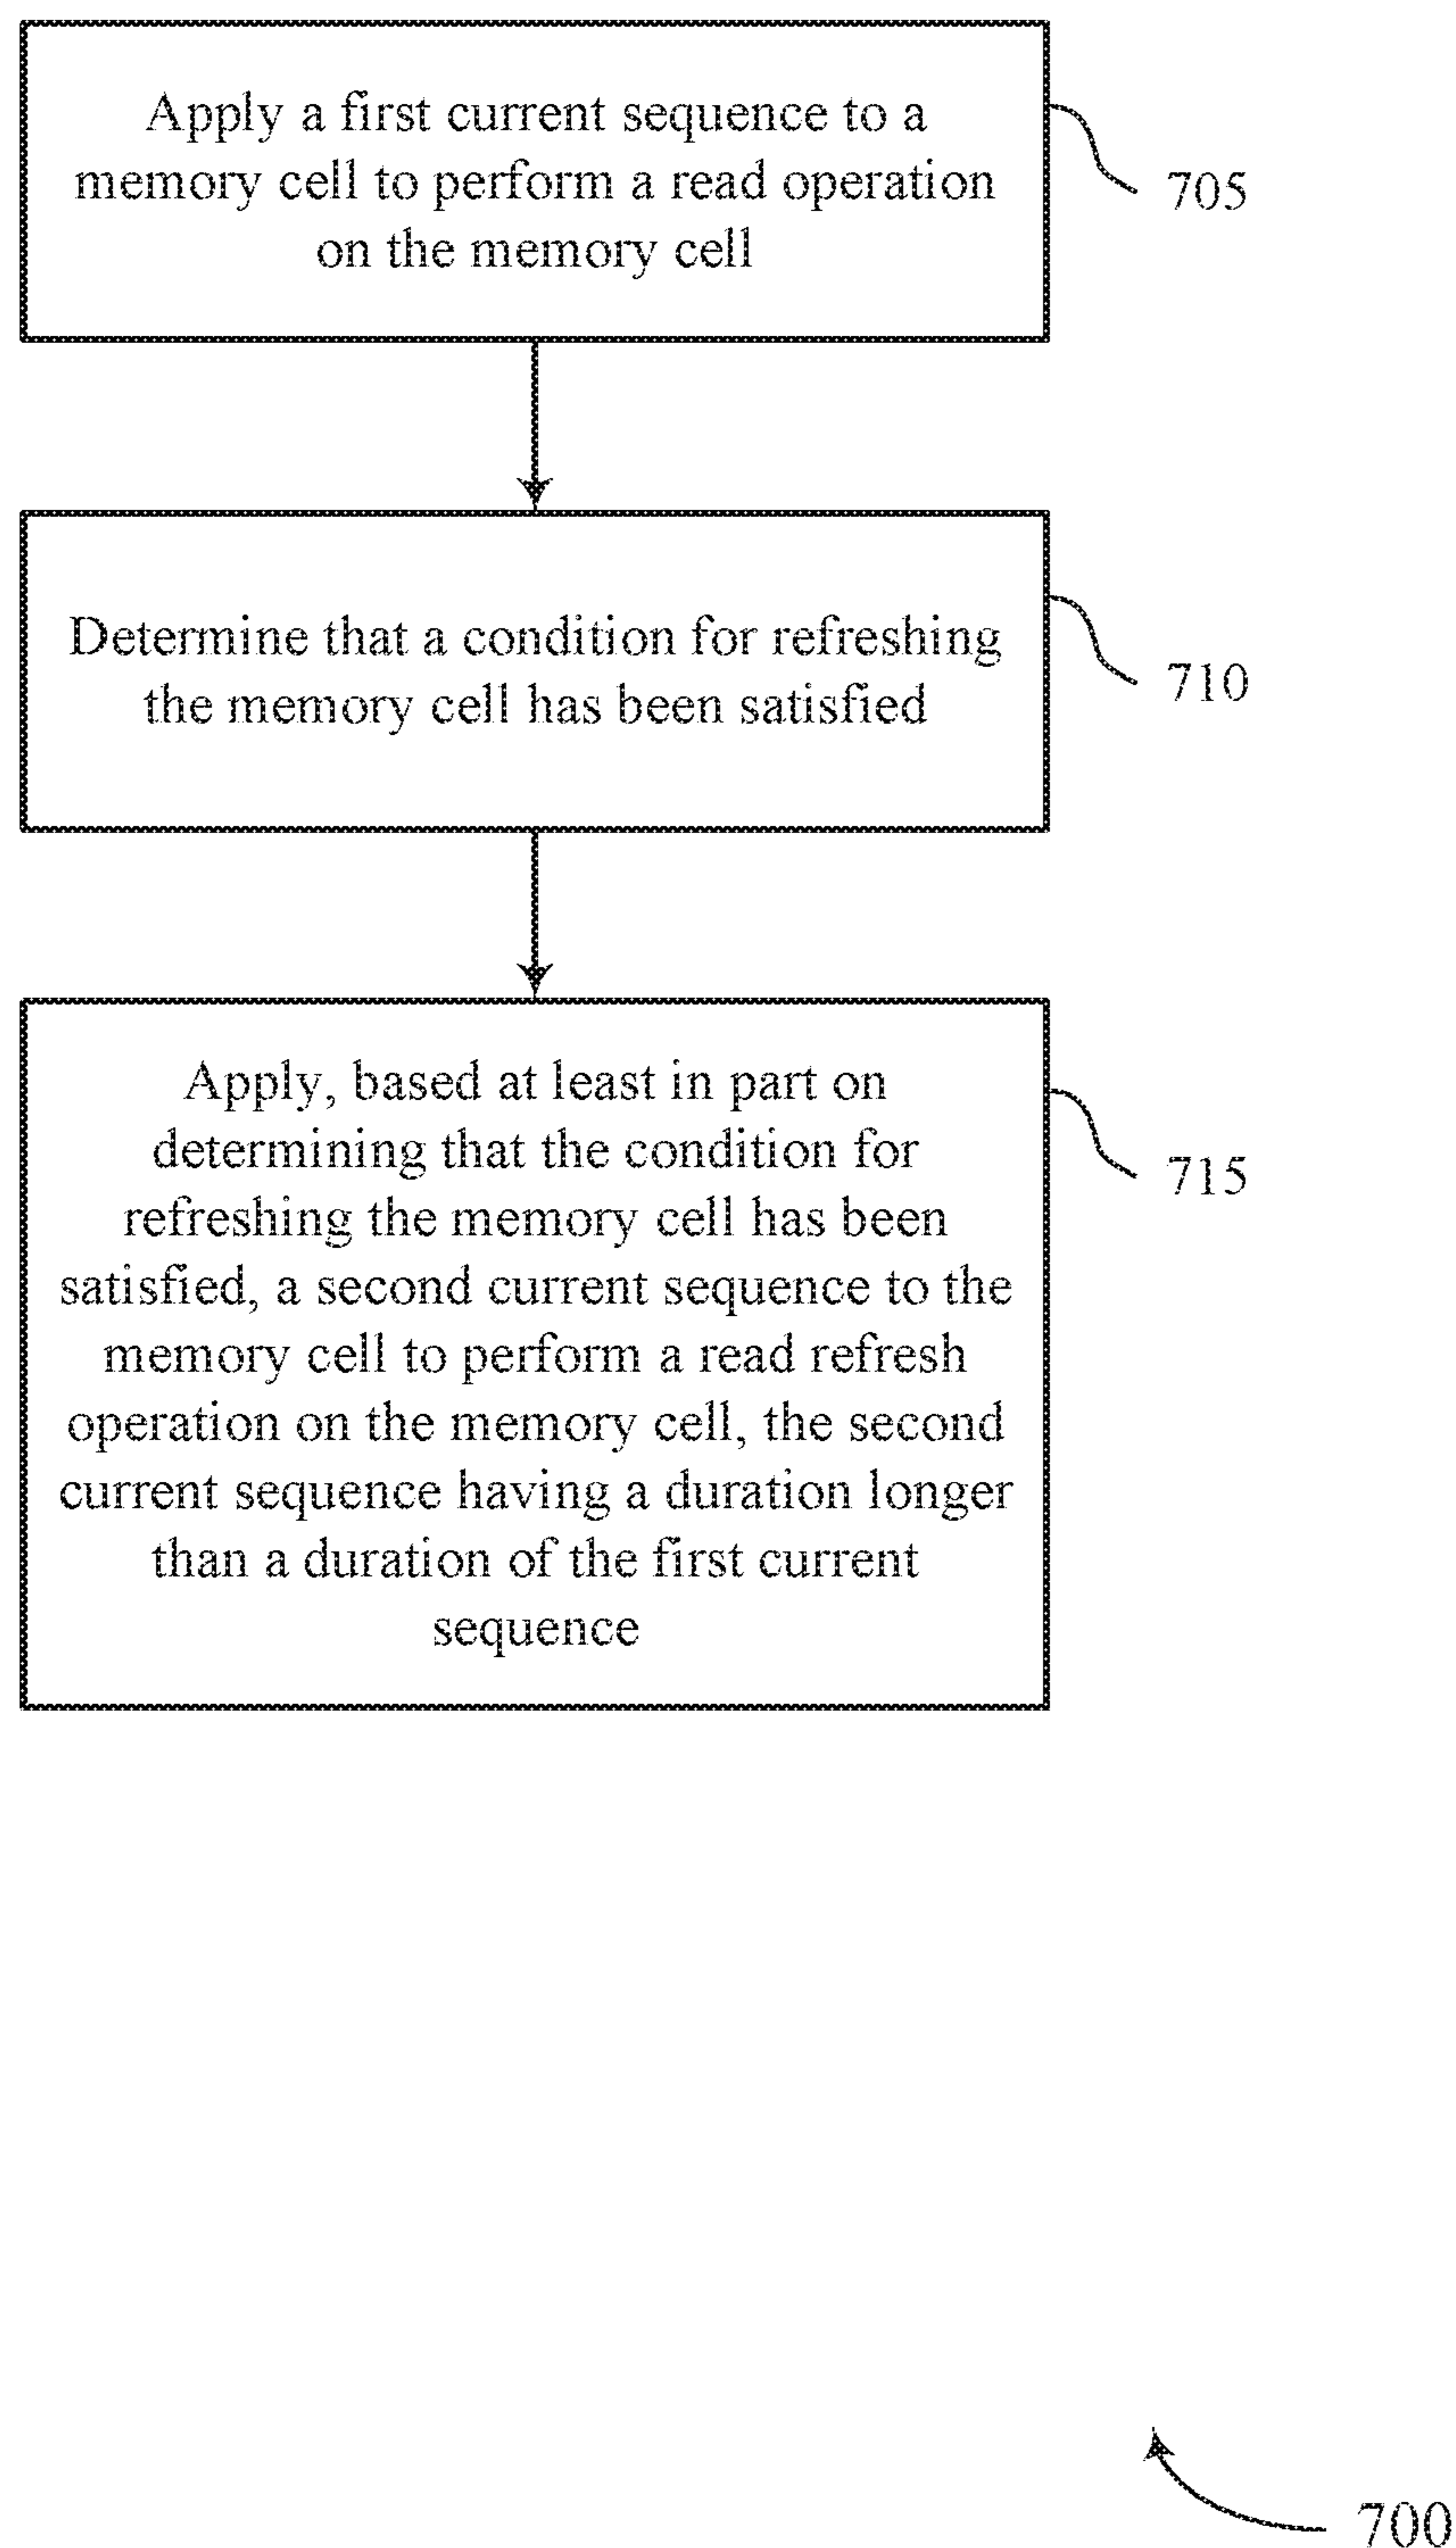 Apply a first current sequence to a
memory cell to perform a read operation
on the memory cell
705
Determine that a condition for refreshing
the memory cell has been satisfied
710
Apply, based at least in part on
determining that the condition for
refreshing the memory cell has been
satisfied, a second current sequence to the
memory cell to perform a read refresh
operation on the memory cell, the second
current sequence having a duration longer
than a duration of the first current
sequence
715
700